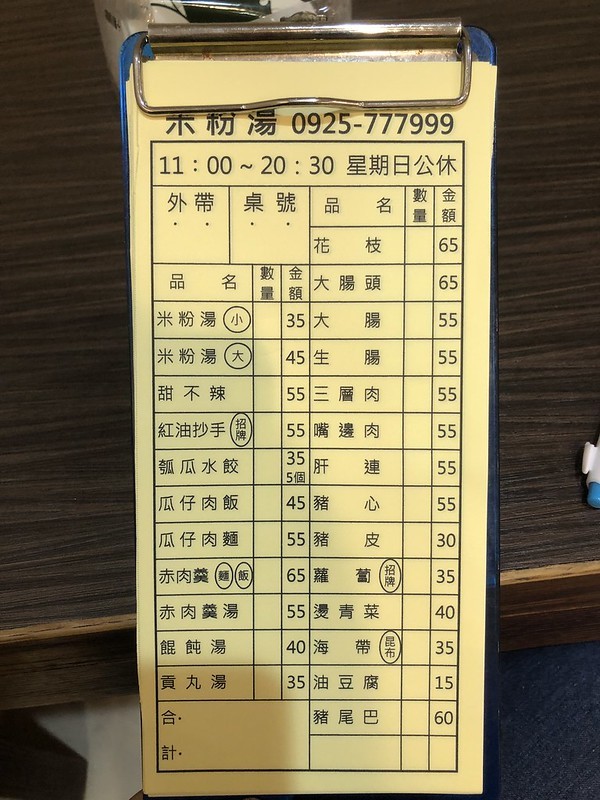 米粉湯 0925-777999
11：00～20：30 星期日公休
外帶 桌號
品名 數量 金額
米粉湯 小 35
米粉湯 大 45
甜不辣 55
紅油抄手 招牌 55
瓠瓜水餃 35 5個
瓜仔肉飯 45
瓜仔肉麵 55
赤肉羹 麵 飯 65
赤肉羹湯 55
餛飩湯 40
貢丸湯 35
合計
品名 數量 金額
花枝 65
大腸頭 65
大腸 55
生腸 55
三層肉 55
嘴邊肉 55
肝連 55
豬心 55
豬皮 30
蘿蔔 招牌 35
燙青菜 40
海帶 昆布 35
油豆腐 15
豬尾巴 60